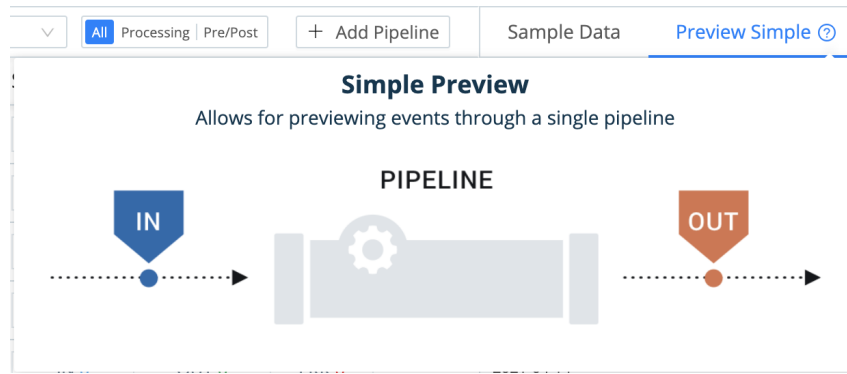 All Processing Pre/Post + Add Pipeline Sample Data Preview Simple ?
Simple Preview
Allows for previewing events through a single pipeline
PIPELINE
IN
OUT